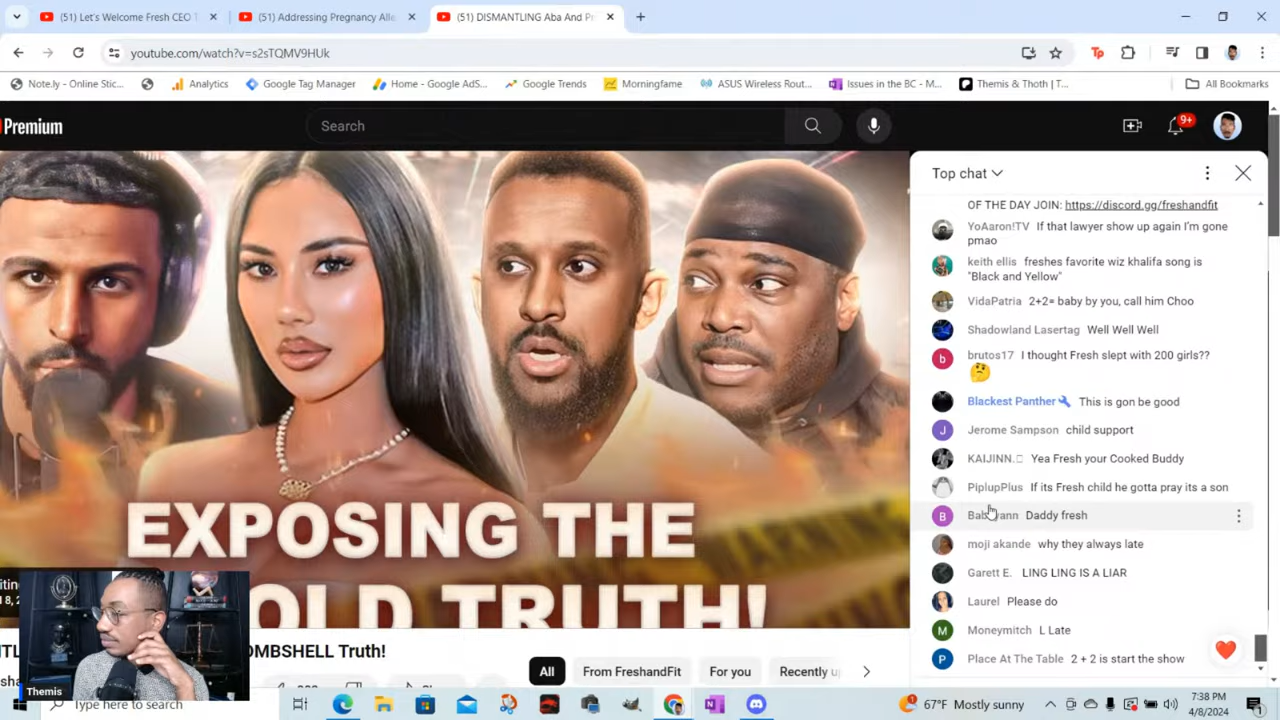 (51) Let's Welcome Fresh CEO T
(51) Addressing Pregnancy Alle
(51) DISMANTLING Aba And Pr
youtube.com/watch?v=s2sTQMV9HUk
Note.ly - Online Stic...
Analytics
Google Tag Manager
Home - Google AdS...
Google Trends
Morningfame
ASUS Wireless Rout...
Issues in the BC - M...
Themis & Thoth | T...
All Bookmarks
Premium
Search
9+
Top chat
OF THE DAY JOIN: https://discord.gg/freshandfit
YoAaron!TV If that lawyer show up again I'm gone
pmao
keith ellis freshes favorite wiz khalifa song is
"Black and Yellow"
VidaPatria 2+2= baby by you, call him Choo
Shadowland Lasertag Well Well Well
brutos17 I thought Fresh slept with 200 girls??
Blackest Panther This is gon be good
Jerome Sampson child support
KAIJINN. Yea Fresh your Cooked Buddy
PiplupPlus If its Fresh child he gotta pray its a son
Daddy fresh
moji akande why they always late
Garett E. LING LING IS A LIAR
Laurel Please do
Moneymitch L Late
Place At The Table 2 + 2 is start the show
EXPOSING THE
OLD TRUTH!
OMBSHELL Truth!
All
From FreshandFit
For you
Recently u
Themis
Type here to search
67°F Mostly sunny
7:38 PM
4/8/2024